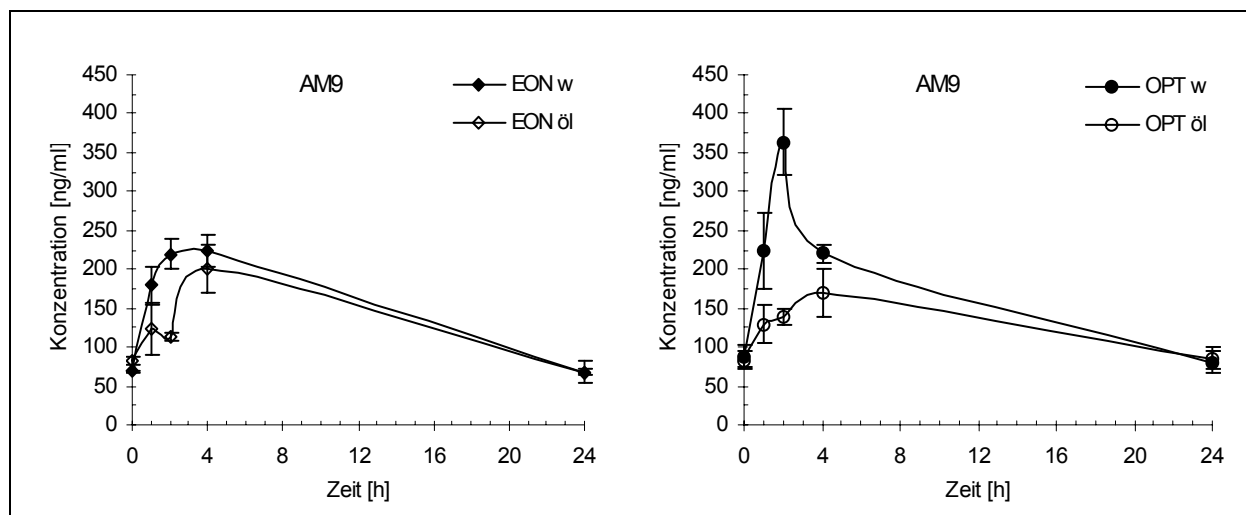 AM9
EON w
EON öl
Konzentration [ng/ml]
450
400
350
300
250
200
150
100
50
0
0 4 8 12 16 20 24
Zeit [h]
AM9
OPT w
OPT öl
Konzentration [ng/ml]
450
400
350
300
250
200
150
100
50
0
0 4 8 12 16 20 24
Zeit [h]